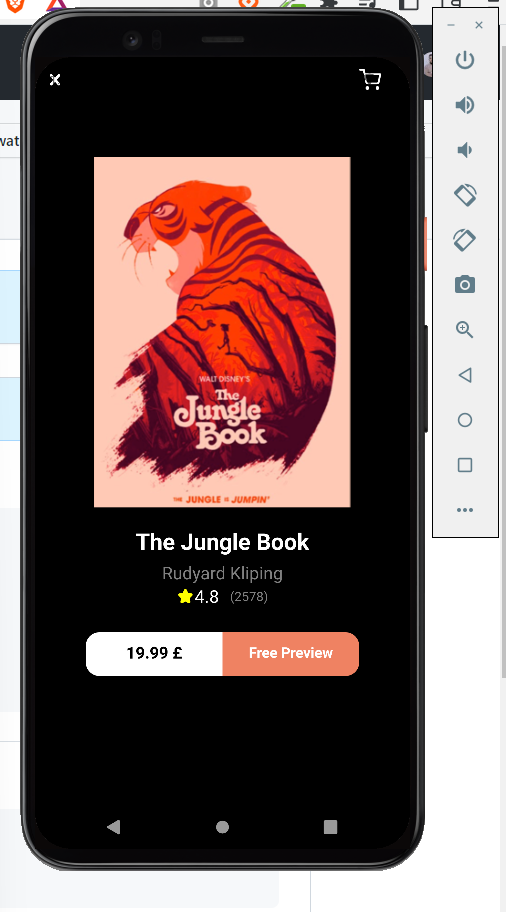 wat
WALT DISNEY'S
The
Jungle
Book
THE JUNGLE IS JUMPIN'
The Jungle Book
Rudyard Kliping
4.8 (2578)
19.99 £
Free Preview